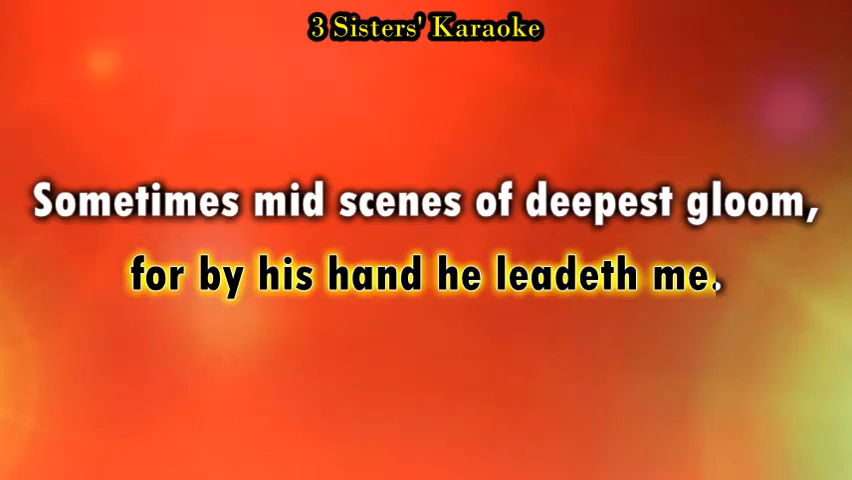 3 Sisters' Karaoke
Sometimes mid scenes of deepest gloom,
for by his hand he leadeth me.